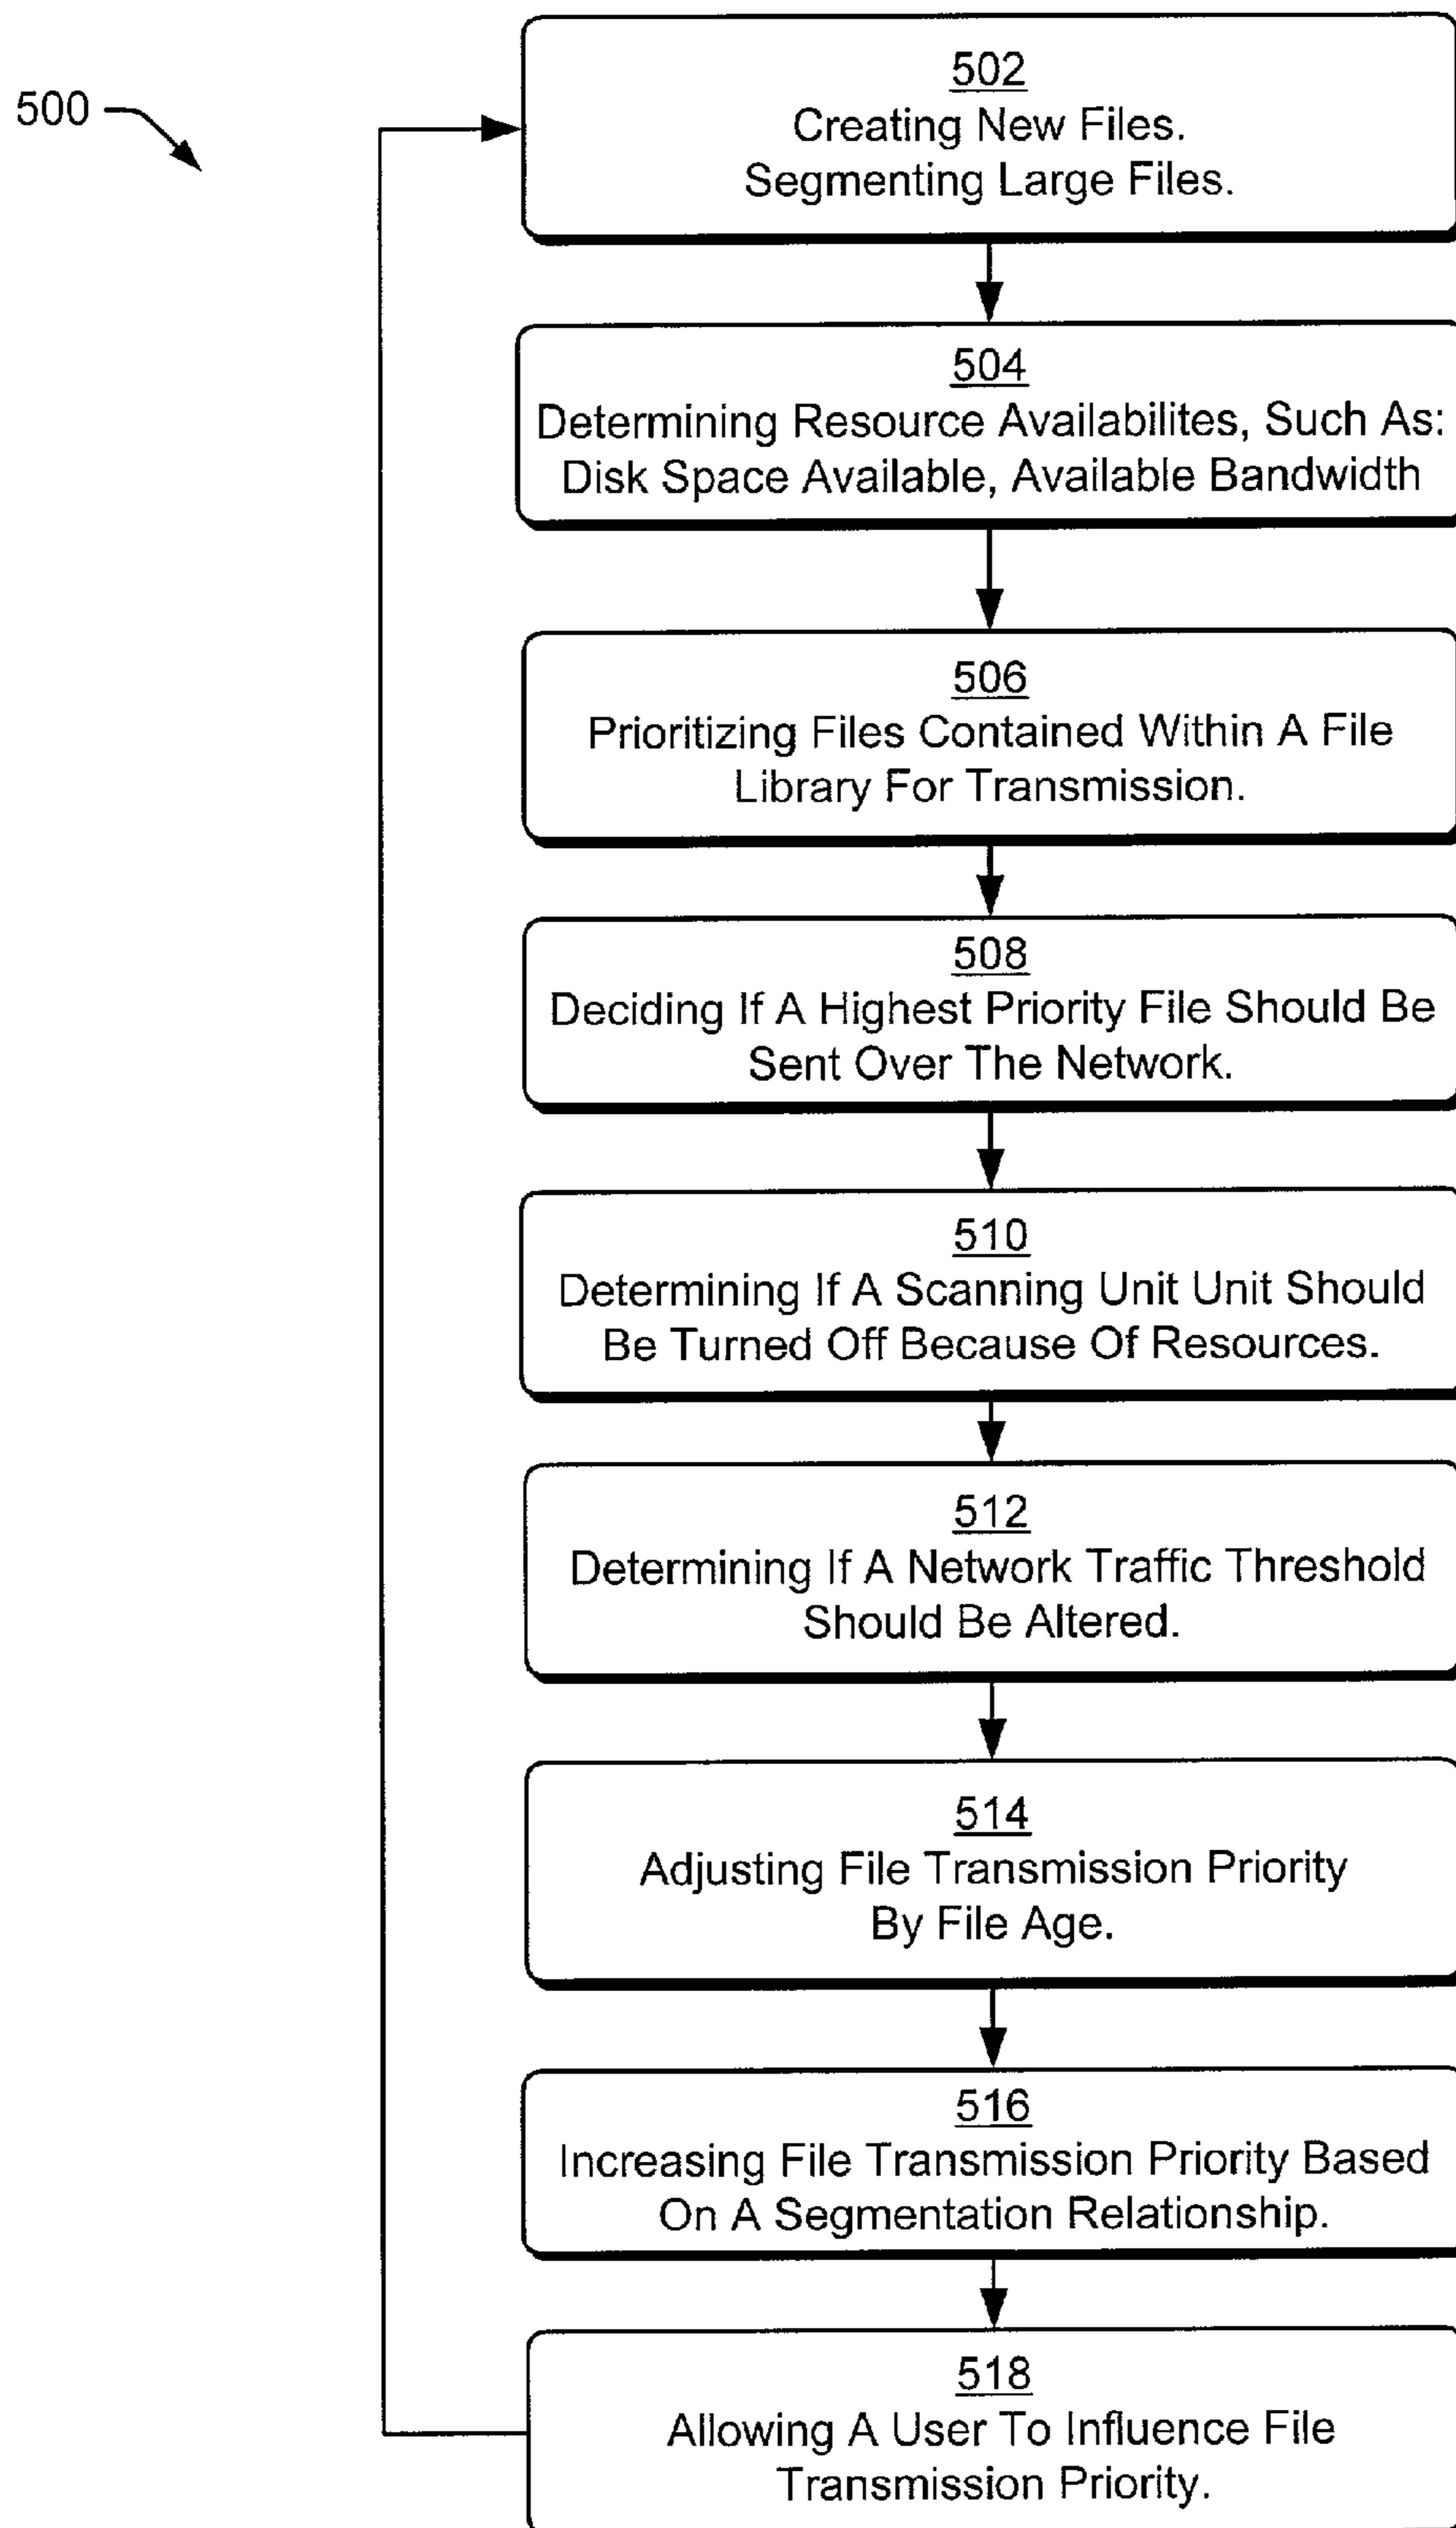 500
502
Creating New Files.
Segmenting Large Files.
504
Determining Resource Availabilites, Such As:
Disk Space Available, Available Bandwidth
506
Prioritizing Files Contained Within A File
Library For Transmission.
508
Deciding If A Highest Priority File Should Be
Sent Over The Network.
510
Determining If A Scanning Unit Unit Should
Be Turned Off Because Of Resources.
512
Determining If A Network Traffic Threshold
Should Be Altered.
514
Adjusting File Transmission Priority
By File Age.
516
Increasing File Transmission Priority Based
On A Segmentation Relationship.
518
Allowing A User To Influence File
Transmission Priority.